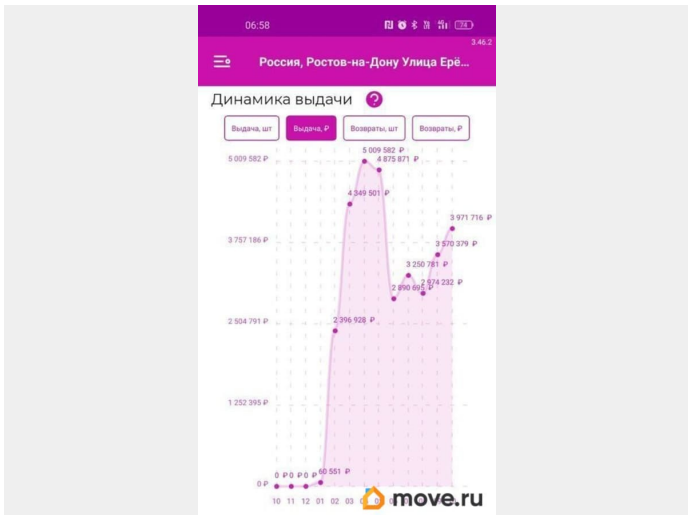 06:58
3.46.2
Россия, Ростов-на-Дону Улица Ерё...
Динамика выдачи ?
Выдача, шт
Выдача, ₽
Возвраты, шт
Возвраты, ₽
5 009 582 ₽
5 009 582 ₽
4 875 871 ₽
4 349 501 ₽
3 971 716 ₽
3 757 186 ₽
3 570 379 ₽
3 250 781 ₽
2 890 695 ₽
2 974 232 ₽
2 504 791 ₽
2 396 928 ₽
1 252 395 ₽
0 ₽ 0 ₽ 0 ₽ 60 551 ₽
0 ₽
10 11 12 01 02 03
move.ru